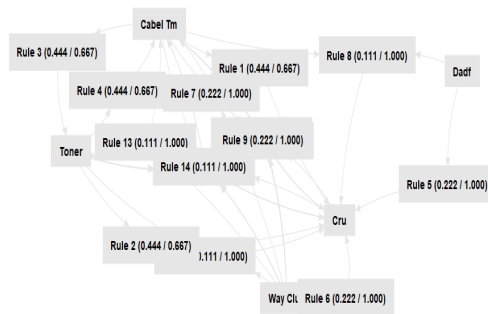 Cabel Tm
Rule 3 (0.444 / 0.667)
Rule 8 (0.111 / 1.000)
Rule 1 (0.444 / 0.667)
Dadf
Rule 4 (0.444 / 0.667)
Rule 7 (0.222 / 1.000)
Rule 13 (0.111 / 1.000)
Rule 9 (0.222 / 1.000)
Toner
Rule 14 (0.111 / 1.000)
Rule 5 (0.222 / 1.000)
Cru
Rule 2 (0.444 / 0.667)
.111 / 1.000)
Way
Rule 6 (0.222 / 1.000)